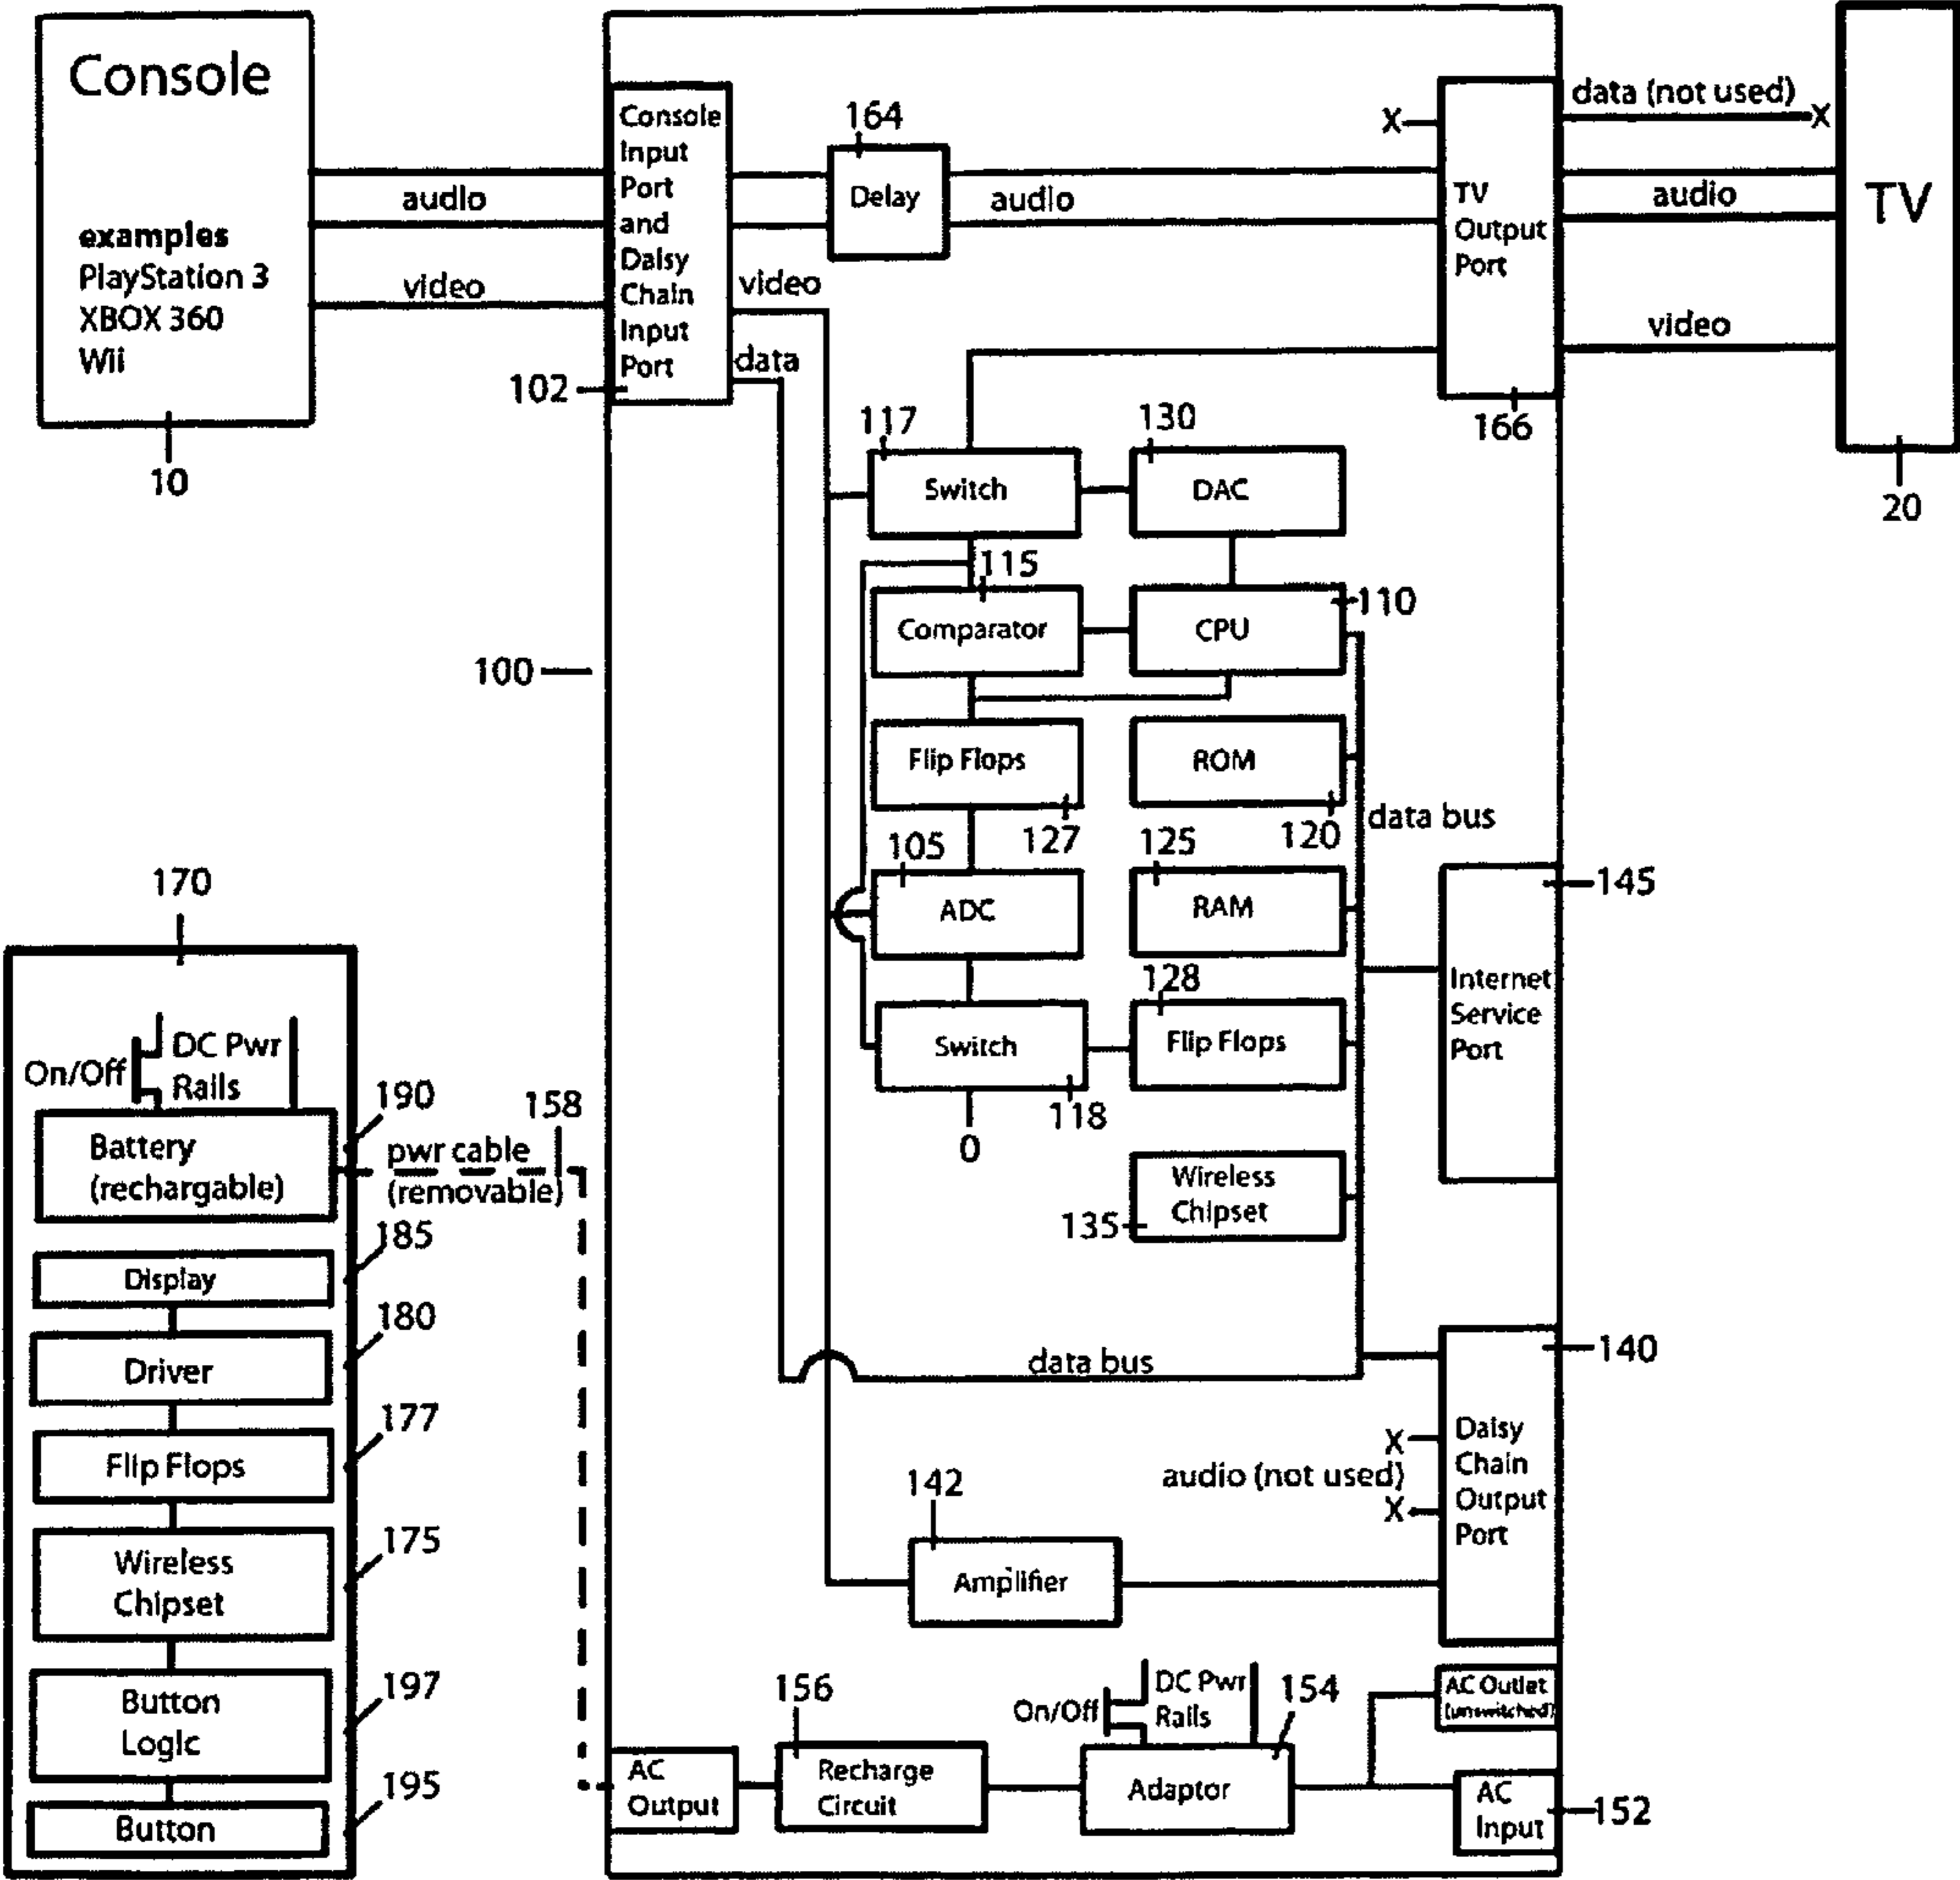 Console
examples
PlayStation 3
XBOX 360
Wii
10
audio
video
Console
Input
Port
and
Daisy
Chain
Input
Port
102
video
data
164
Delay
audio
X
TV
Output
Port
166
data (not used)
X
audio
video
TV
20
117
Switch
130
DAC
115
Comparator
CPU
110
100
Flip Flops
127
ROM
120
data bus
105
ADC
125
RAM
145
Internet
Service
Port
128
Flip Flops
Switch
118
0
Wireless
Chipset
135
data bus
140
Daisy
Chain
Output
Port
X
audio (not used)
X
142
Amplifier
170
On/Off
DC Pwr
Rails
190
Battery
(rechargable)
158
pwr cable
(removable)
185
Display
180
Driver
177
Flip Flops
175
Wireless
Chipset
197
Button
Logic
195
Button
AC
Output
156
Recharge
Circuit
On/Off
DC Pwr
Rails
154
Adaptor
AC Outlet
(unswitched)
AC
Input
152